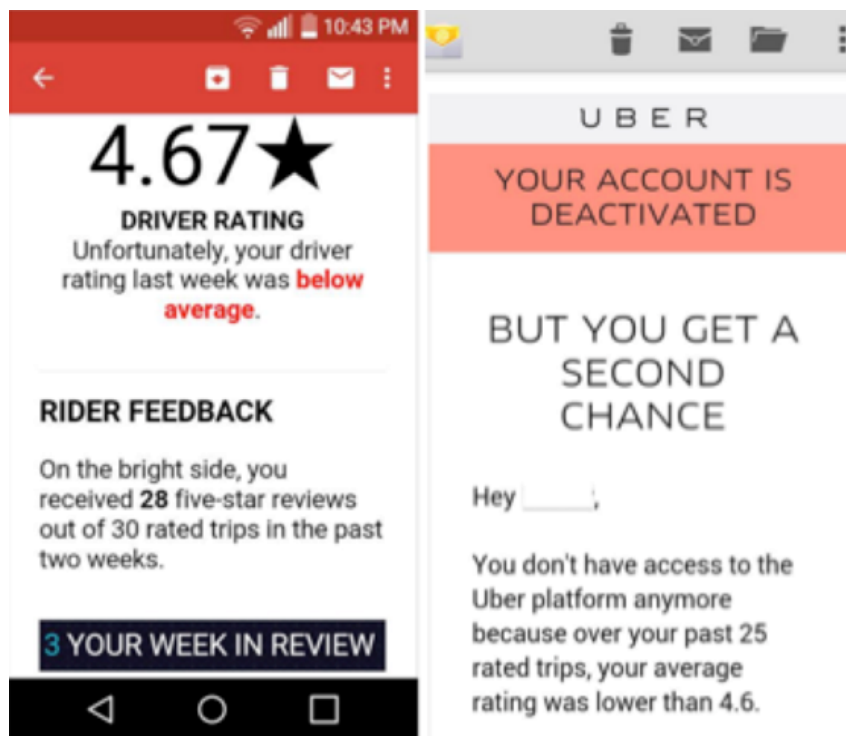 10:43 PM
4.67★
DRIVER RATING
Unfortunately, your driver
rating last week was below
average.
RIDER FEEDBACK
On the bright side, you
received 28 five-star reviews
out of 30 rated trips in the past
two weeks.
3 YOUR WEEK IN REVIEW
UBER
YOUR ACCOUNT IS
DEACTIVATED
BUT YOU GET A
SECOND
CHANCE
Hey ,
You don't have access to the
Uber platform anymore
because over your past 25
rated trips, your average
rating was lower than 4.6.